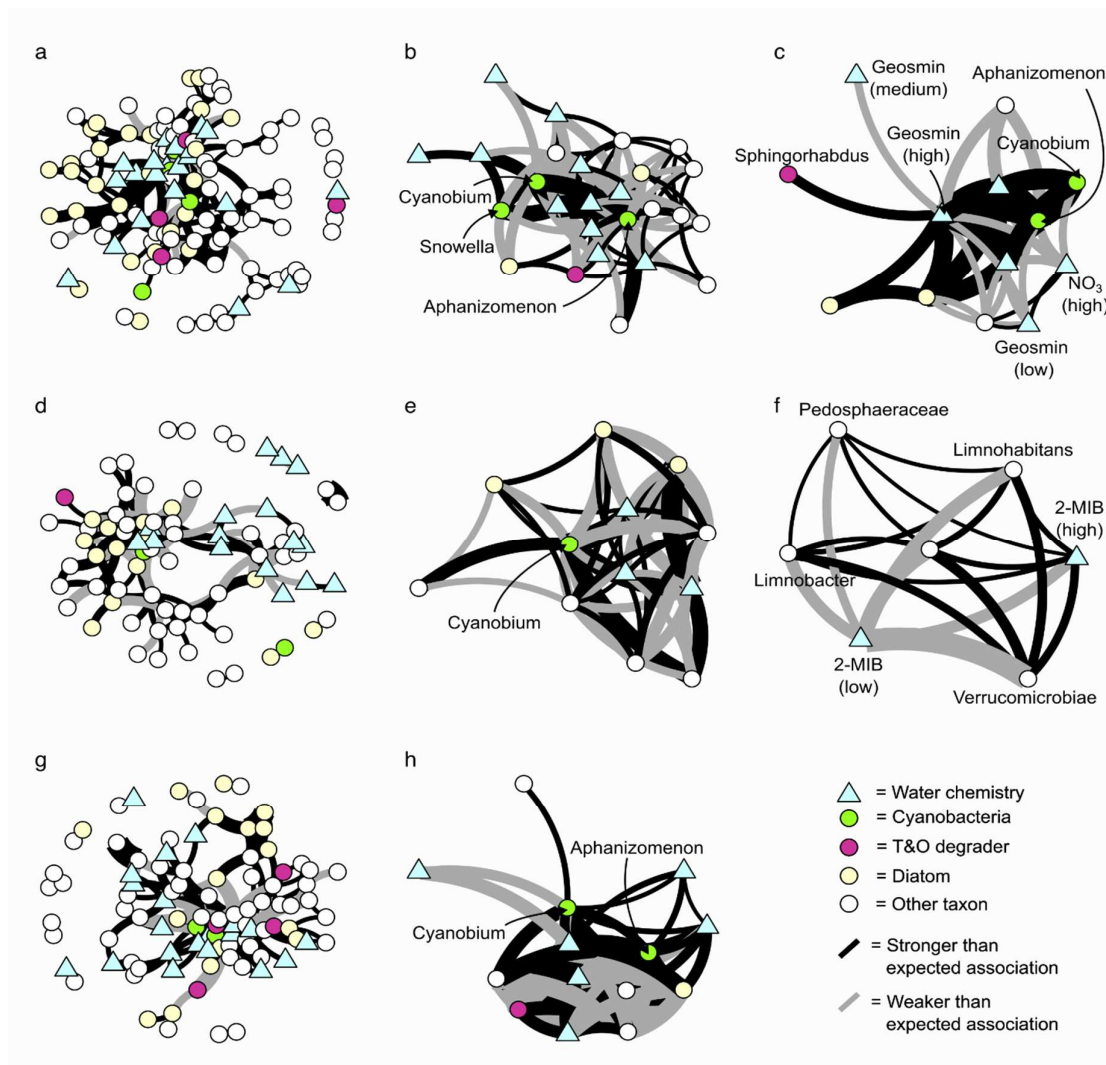 a
b
c
Geosmin
(medium)
Aphanizomenon
Geosmin
(high)
Cyanobium
Sphingorhabdus
Cyanobium
Snowella
Aphanizomenon
NO₃
(high)
Geosmin
(low)
d
e
f
Pedosphaeraceae
Limnohabitans
2-MIB
(high)
Limnobacter
Cyanobium
2-MIB
(low)
Verrucomicrobiae
g
h
Aphanizomenon
Cyanobium
= Water chemistry
= Cyanobacteria
= T&O degrader
= Diatom
= Other taxon
= Stronger than
expected association
= Weaker than
expected association